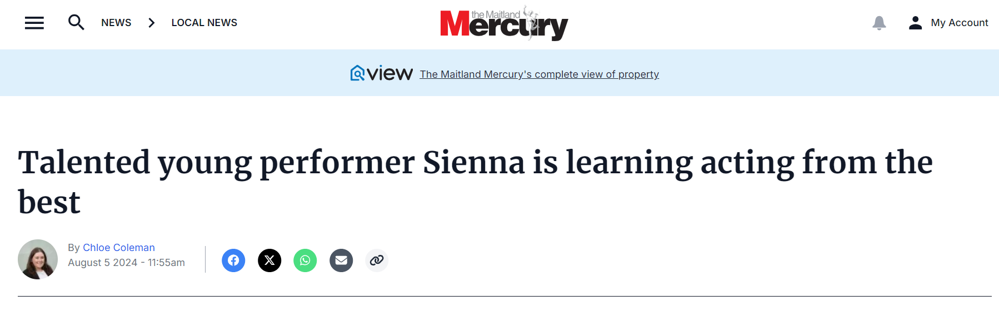 NEWS > LOCAL NEWS
the Maitland
Mercury
My Account
view The Maitland Mercury's complete view of property
Talented young performer Sienna is learning acting from the
best
By Chloe Coleman
August 5 2024 - 11:55am